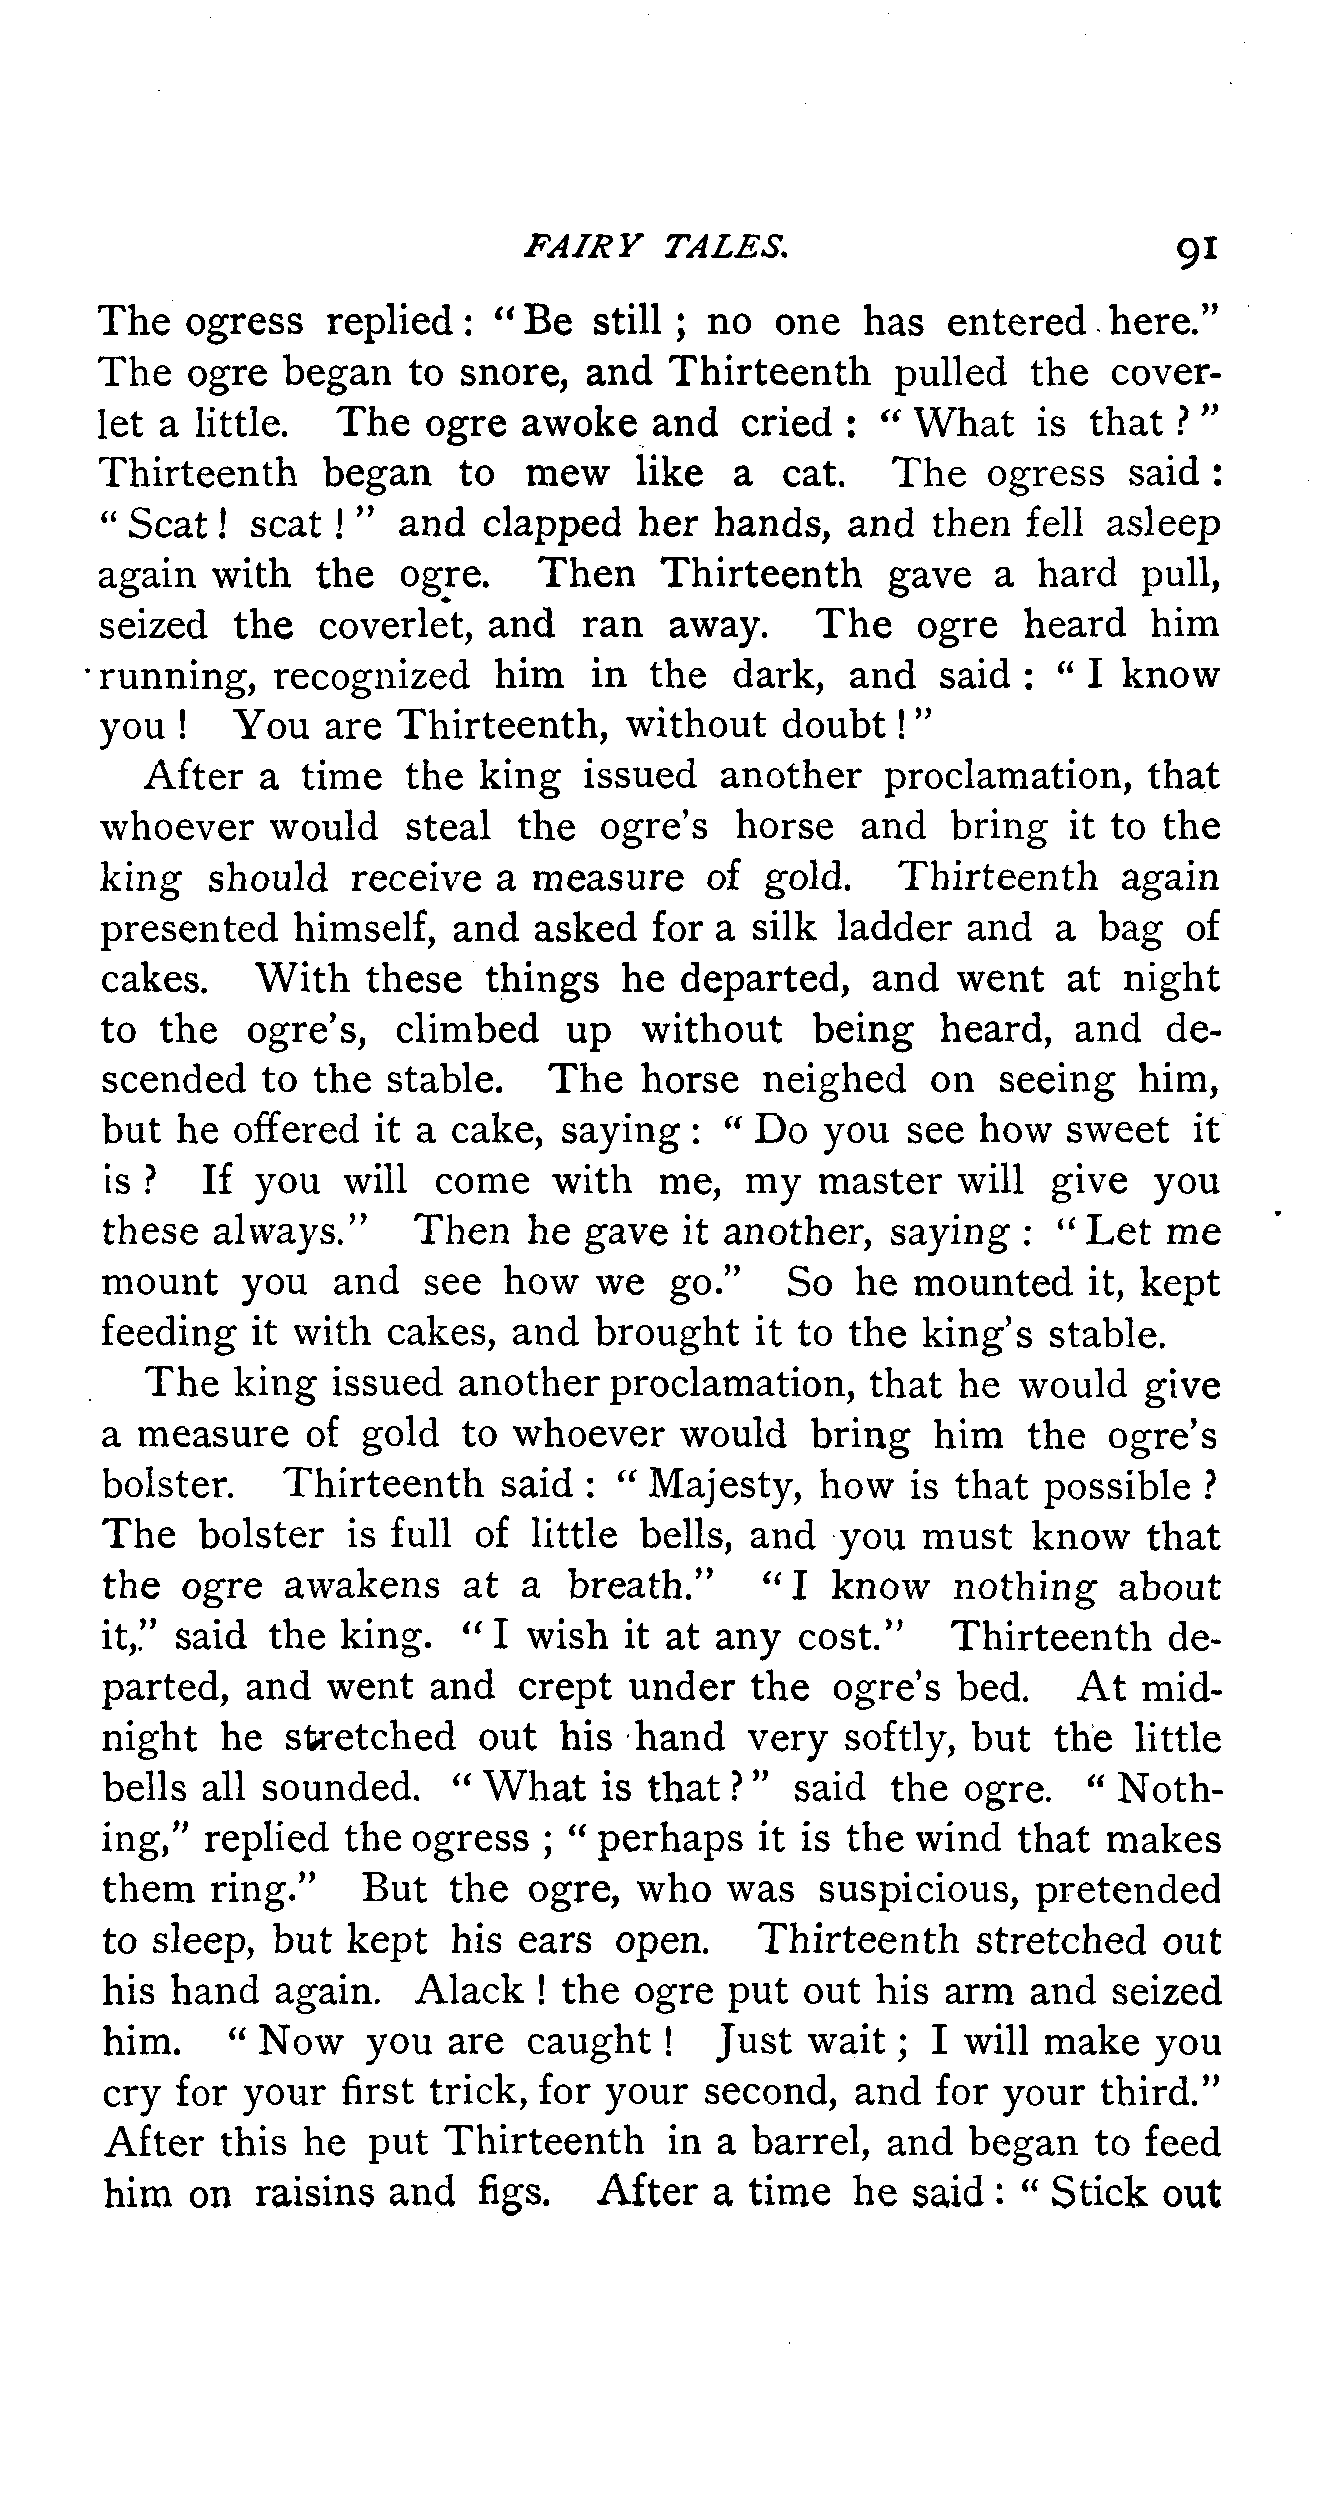 FAIRY TALES. 91
The ogress replied : “ Be still ; no one has entered here.”
The ogre began to snore, and Thirteenth pulled the cover-
let a little. The ogre awoke and cried : “ What is that ? ”
Thirteenth began to mew like a cat. The ogress said :
“ Scat ! scat ! ” and clapped her hands, and then fell asleep
again with the ogre. Then Thirteenth gave a hard pull,
seized the coverlet, and ran away. The ogre heard him
running, recognized him in the dark, and said : “ I know
you ! You are Thirteenth, without doubt ! ”
After a time the king issued another proclamation, that
whoever would steal the ogre’s horse and bring it to the
king should receive a measure of gold. Thirteenth again
presented himself, and asked for a silk ladder and a bag of
cakes. With these things he departed, and went at night
to the ogre’s, climbed up without being heard, and de-
scended to the stable. The horse neighed on seeing him,
but he offered it a cake, saying : “ Do you see how sweet it
is ? If you will come with me, my master will give you
these always.” Then he gave it another, saying : “ Let me
mount you and see how we go.” So he mounted it, kept
feeding it with cakes, and brought it to the king’s stable.
The king issued another proclamation, that he would give
a measure of gold to whoever would bring him the ogre’s
bolster. Thirteenth said : “ Majesty, how is that possible ?
The bolster is full of little bells, and you must know that
the ogre awakens at a breath.” “ I know nothing about
it,” said the king. “ I wish it at any cost.” Thirteenth de-
parted, and went and crept under the ogre’s bed. At mid-
night he stretched out his hand very softly, but the little
bells all sounded. “ What is that ? ” said the ogre. “ Noth-
ing,” replied the ogress ; “ perhaps it is the wind that makes
them ring.” But the ogre, who was suspicious, pretended
to sleep, but kept his ears open. Thirteenth stretched out
his hand again. Alack ! the ogre put out his arm and seized
him. “ Now you are caught ! Just wait ; I will make you
cry for your first trick, for your second, and for your third.”
After this he put Thirteenth in a barrel, and began to feed
him on raisins and figs. After a time he said : “ Stick out